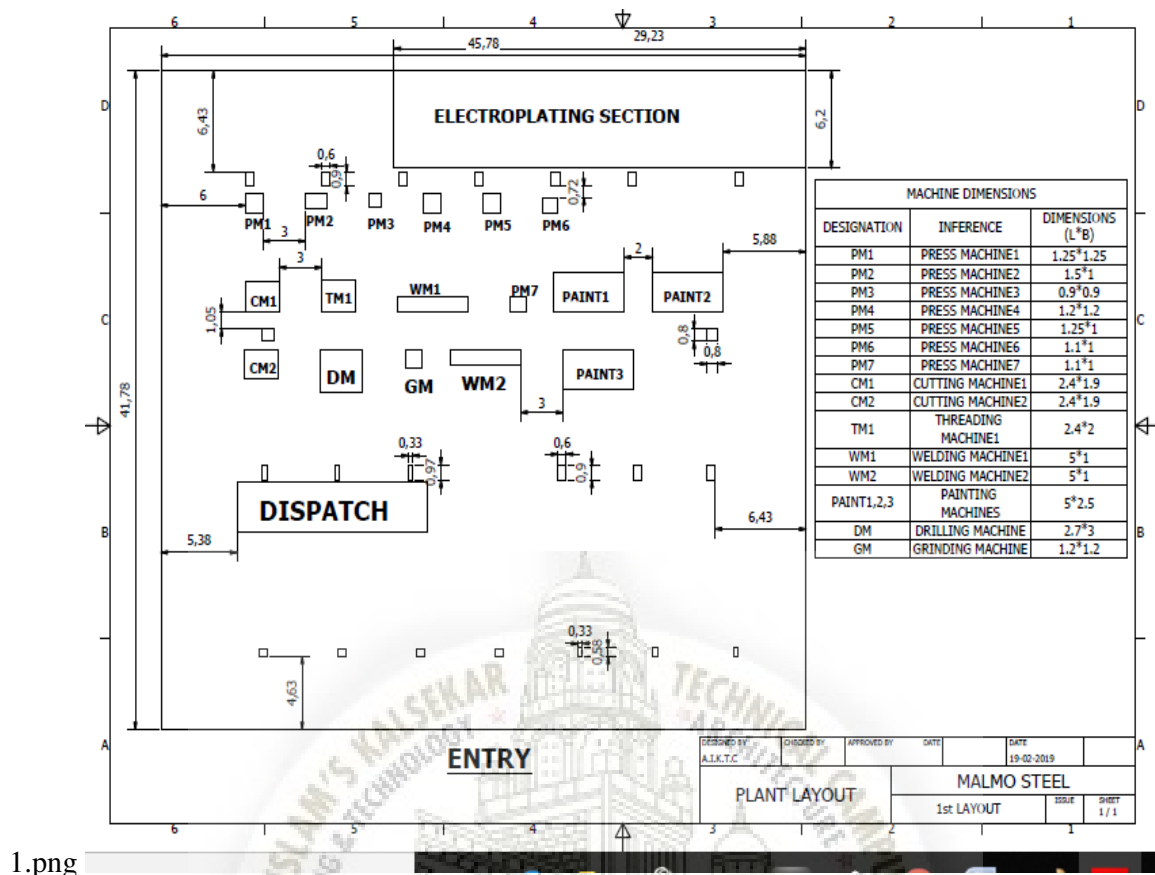 6 5 4 3 2 1
29,23
45,78
D D
ELECTROPLATING SECTION
6,43
6,2
0,6
0,9
0,72
6
PM1 PM2 PM3 PM4 PM5 PM6
3
3
2
5,88
CM1 TM1 WM1 PM7 PAINT1 PAINT2
C C
1,05
0,8
0,8
CM2 DM GM WM2 PAINT3
41,78
3
0,33
0,97
0,6
0,9
DISPATCH
6,43
B B
5,38
0,33
0,58
4,63
A A
ENTRY
MACHINE DIMENSIONS
DESIGNATION INFERENCE DIMENSIONS (L*B)
PM1 PRESS MACHINE1 1.25*1.25
PM2 PRESS MACHINE2 1.5*1
PM3 PRESS MACHINE3 0.9*0.9
PM4 PRESS MACHINE4 1.2*1.2
PM5 PRESS MACHINE5 1.25*1
PM6 PRESS MACHINE6 1.1*1
PM7 PRESS MACHINE7 1.1*1
CM1 CUTTING MACHINE1 2.4*1.9
CM2 CUTTING MACHINE2 2.4*1.9
TM1 THREADING MACHINE1 2.4*2
WM1 WELDING MACHINE1 5*1
WM2 WELDING MACHINE2 5*1
PAINT1,2,3 PAINTING MACHINES 5*2.5
DM DRILLING MACHINE 2.7*3
GM GRINDING MACHINE 1.2*1.2
DESIGNED BY CHECKED BY APPROVED BY DATE DATE
A.I.K.T.C 19-02-2019
PLANT LAYOUT
MALMO STEEL
1st LAYOUT
ISSUE SHEET
1 / 1
6 5 4 3 2 1
KALSEKAR TECHNICAL
1.png